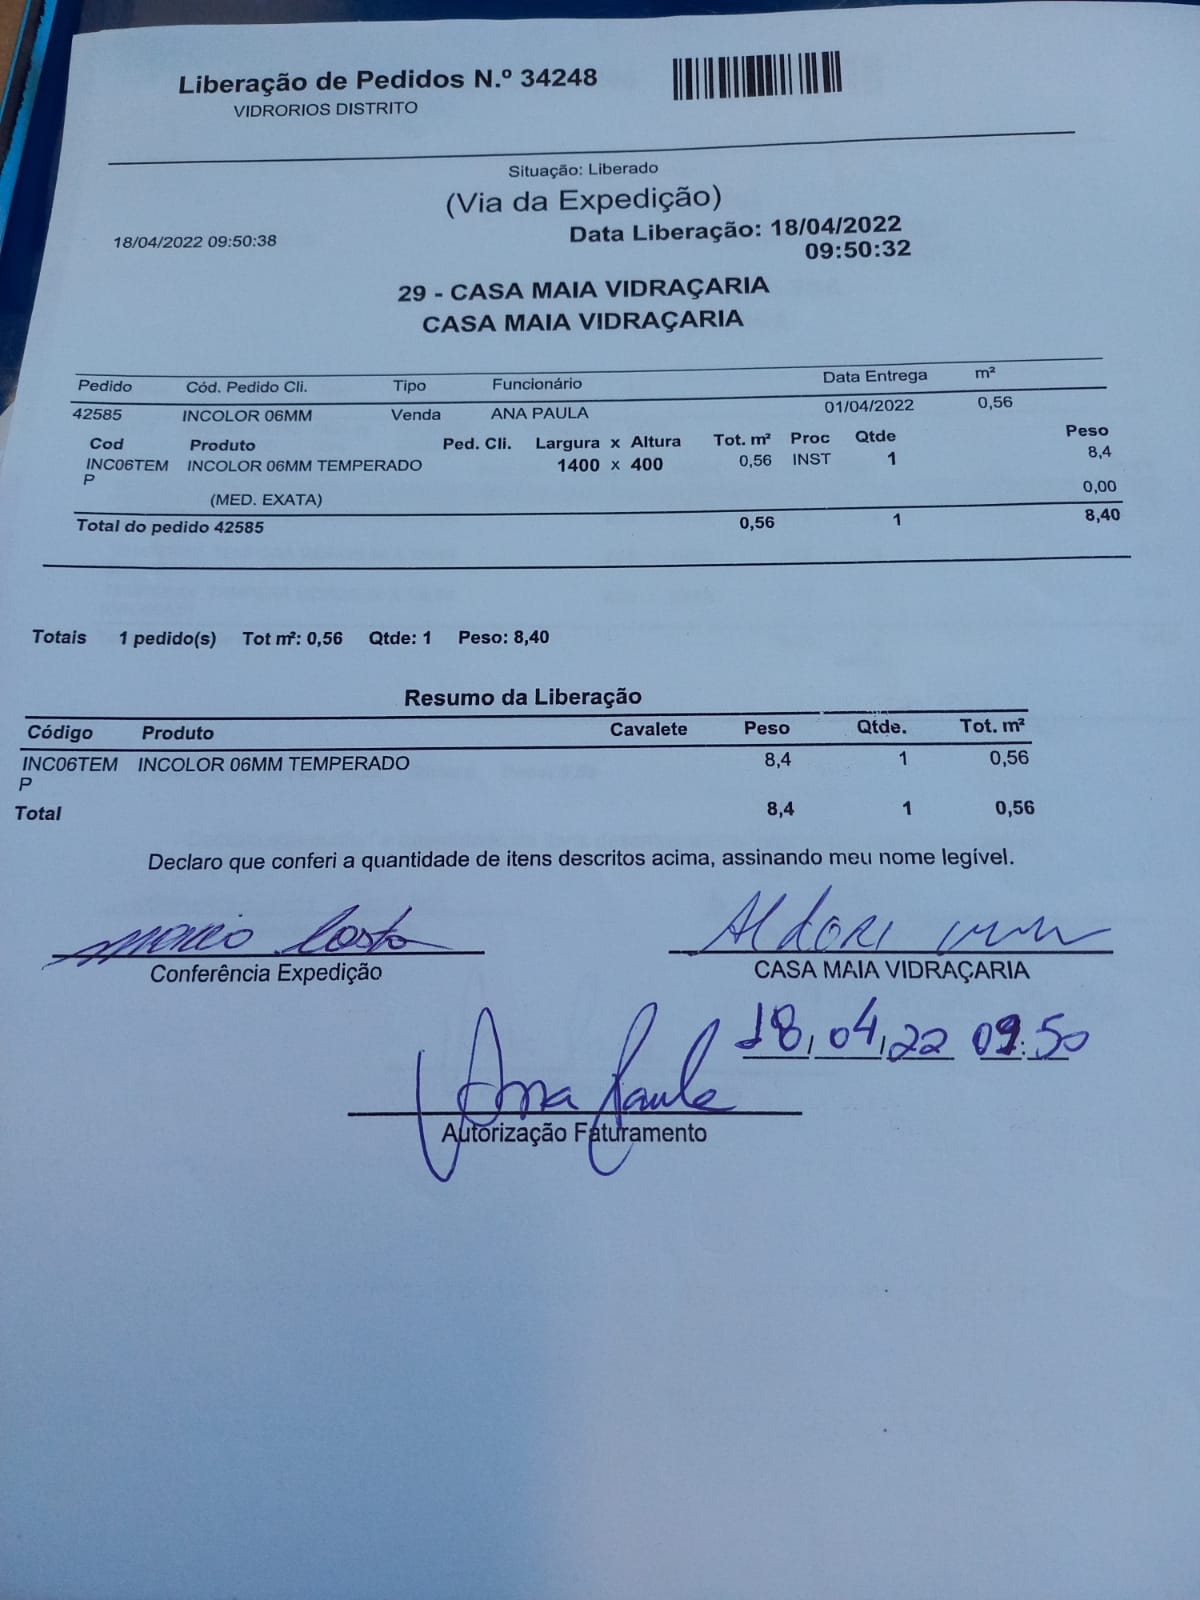 Liberação de Pedidos N.º 34248
VIDRORIOS DISTRITO
Situação: Liberado
(Via da Expedição)
18/04/2022 09:50:38
Data Liberação: 18/04/2022
09:50:32
29 - CASA MAIA VIDRAÇARIA
CASA MAIA VIDRAÇARIA
Pedido Cód. Pedido Cli. Tipo Funcionário Data Entrega m²
42585 INCOLOR 06MM Venda ANA PAULA 01/04/2022 0,56
Cod Produto Ped. Cli. Largura x Altura Tot. m² Proc Qtde Peso
INC06TEM INCOLOR 06MM TEMPERADO 1400 x 400 0,56 INST 1 8,4
P
(MED. EXATA) 0,00
Total do pedido 42585 0,56 1 8,40
Totais 1 pedido(s) Tot m²: 0,56 Qtde: 1 Peso: 8,40
Resumo da Liberação
Código Produto Cavalete Peso Qtde. Tot. m²
INC06TEM INCOLOR 06MM TEMPERADO 8,4 1 0,56
P
Total 8,4 1 0,56
Declaro que conferi a quantidade de itens descritos acima, assinando meu nome legível.
Costa Aldori
Conferência Expedição CASA MAIA VIDRAÇARIA
18,04,22 09:50
Ana Paula
Autorização Faturamento